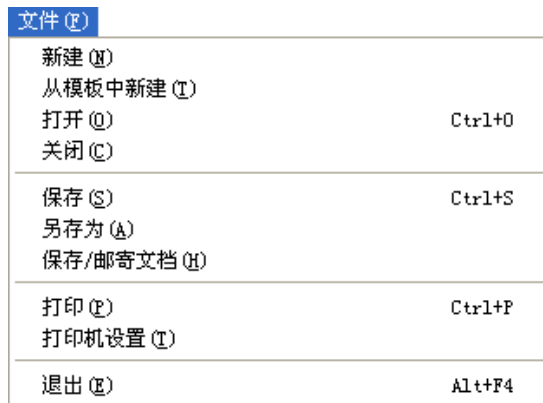 文件(F)
新建(N)
从模板中新建(T)
打开(O) Ctrl+O
关闭(C)
保存(S) Ctrl+S
另存为(A)
保存/邮寄文档(H)
打印(P) Ctrl+P
打印机设置(T)
退出(E) Alt+F4